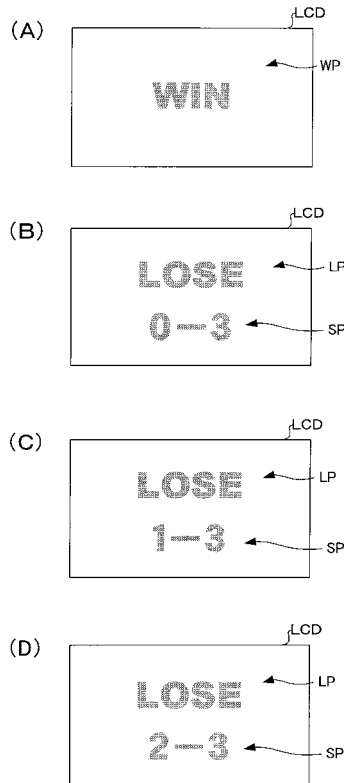 (A)
LCD
WP
WIN
(B)
LCD
LOSE
LP
0—3
SP
(C)
LCD
LOSE
LP
1—3
SP
(D)
LCD
LOSE
LP
2—3
SP